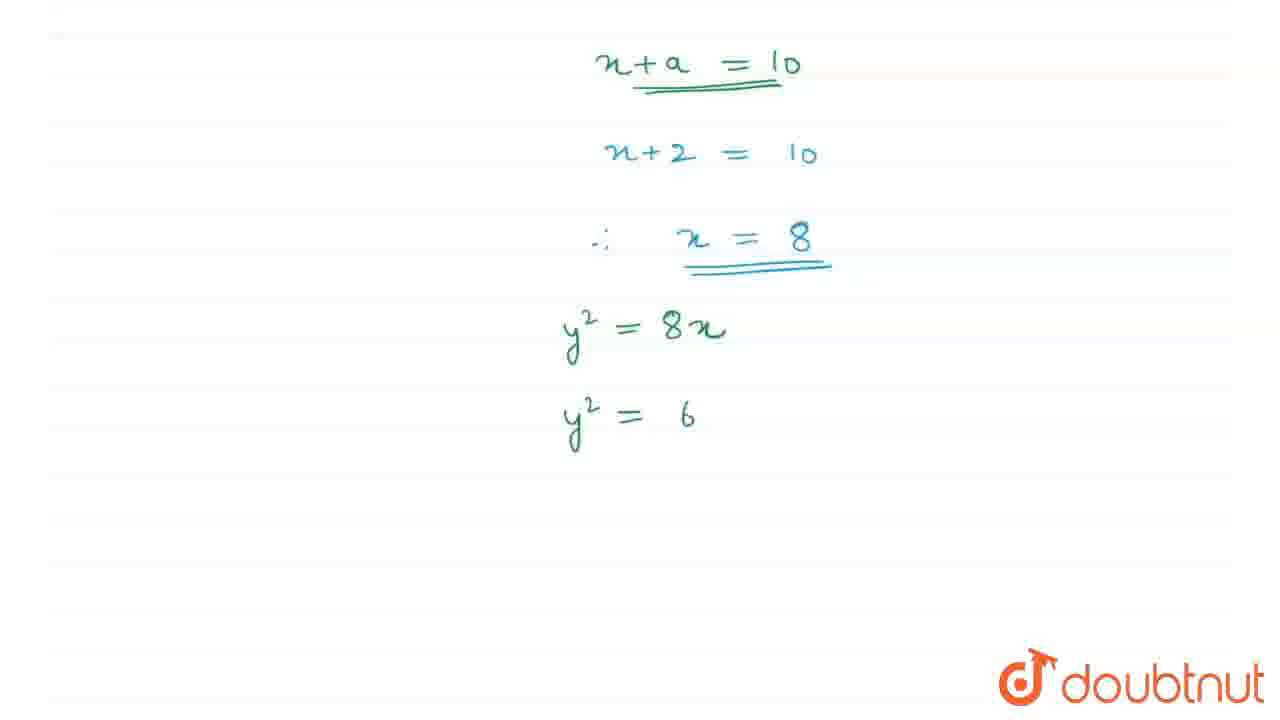 x+a = 10
x+2 = 10
∴ x = 8
y² = 8x
y² = 6
doubtnut